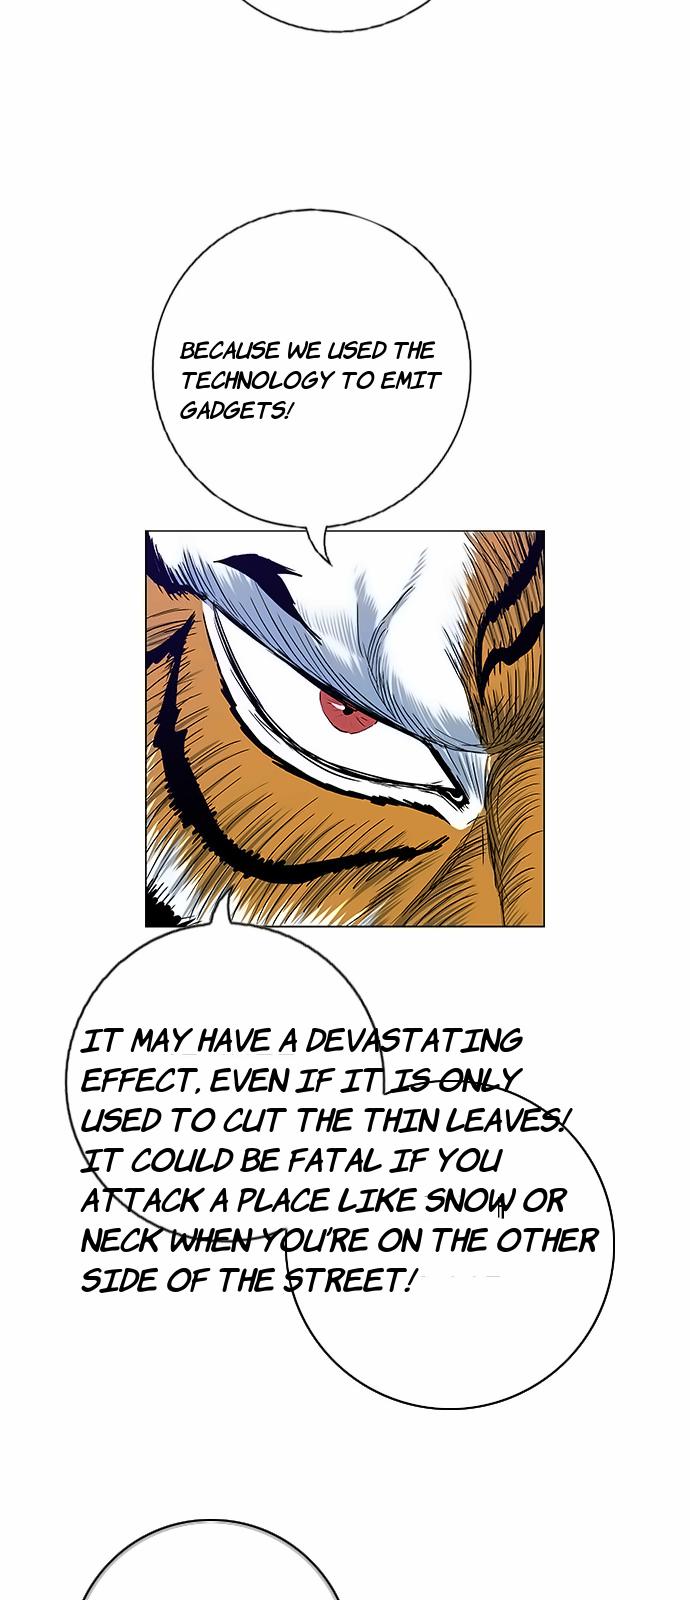 BECAUSE WE USED THE
TECHNOLOGY TO EMIT
GADGETS!
IT MAY HAVE A DEVASTATING
EFFECT, EVEN IF IT IS ONLY
USED TO CUT THE THIN LEAVES!
IT COULD BE FATAL IF YOU
ATTACK A PLACE LIKE SNOW OR
NECK WHEN YOU'RE ON THE OTHER
SIDE OF THE STREET!